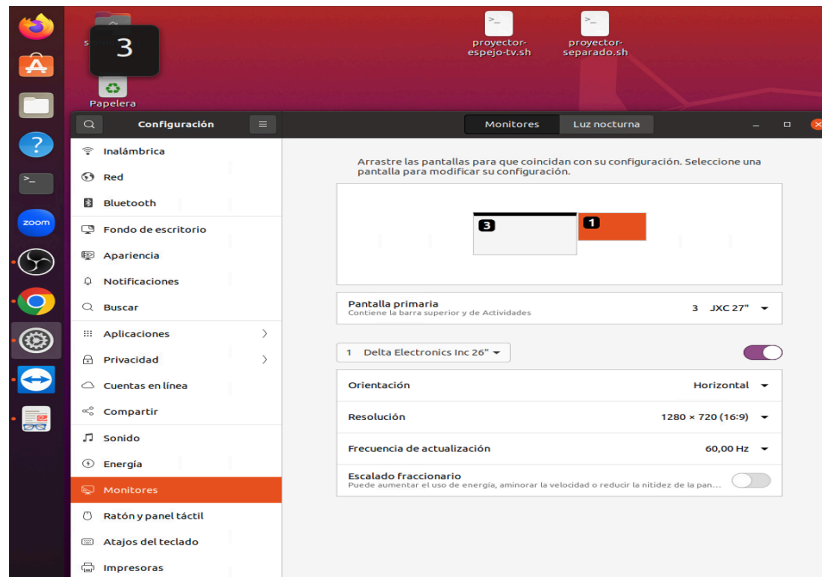 3
proyector-
espejo-tv.sh
proyector-
separado.sh
Papelera
zoom
Configuración
Monitores
Luz nocturna
Inalámbrica
Red
Bluetooth
Fondo de escritorio
Apariencia
Notificaciones
Buscar
Aplicaciones
Privacidad
Cuentas en línea
Compartir
Sonido
Energía
Monitores
Ratón y panel táctil
Atajos del teclado
Impresoras
Arrastre las pantallas para que coincidan con su configuración. Seleccione una
pantalla para modificar su configuración.
3
1
Pantalla primaria
Contiene la barra superior y de Actividades
3 JXC 27"
1 Delta Electronics Inc 26"
Orientación
Horizontal
Resolución
1280 × 720 (16:9)
Frecuencia de actualización
60,00 Hz
Escalado fraccionario
Puede aumentar el uso de energía, aminorar la velocidad o reducir la nitidez de la pan...